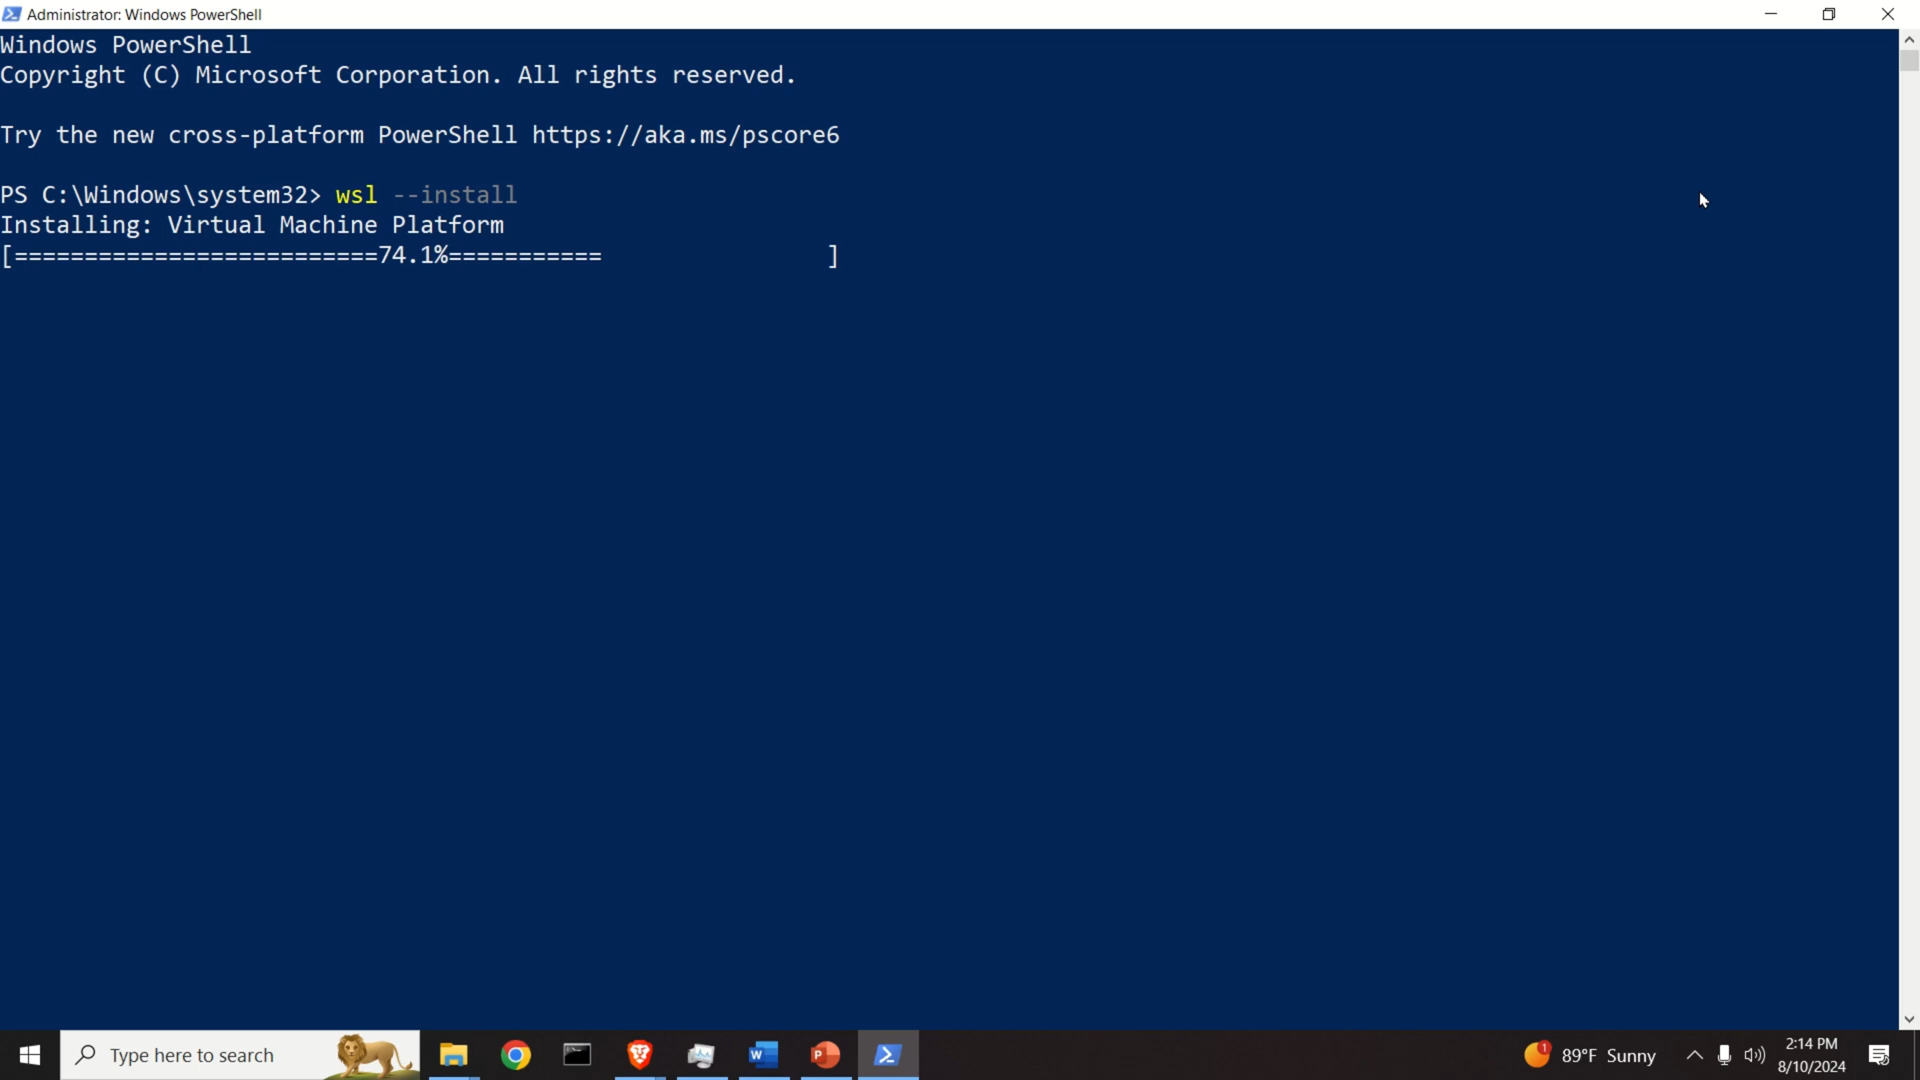 Administrator: Windows PowerShell
Windows PowerShell
Copyright (C) Microsoft Corporation. All rights reserved.
Try the new cross-platform PowerShell https://aka.ms/pscore6
PS C:\Windows\system32> wsl --install
Installing: Virtual Machine Platform
[==========================74.1%=========== ]
Type here to search
W
P
1
89°F Sunny
2:14 PM
8/10/2024